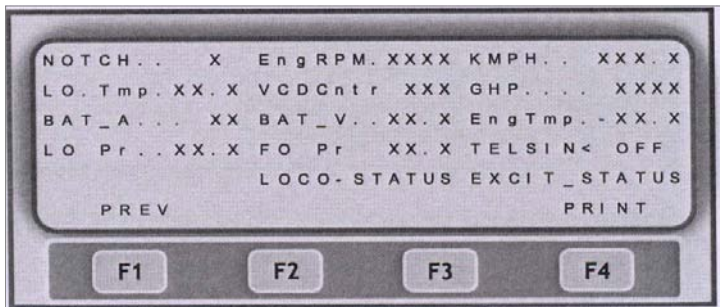 NOTCH.. X EngRPM.XXXX KMPH.. XXX.X
LO.Tmp.XX.X VCDCntr XXX GHP.... XXXX
BAT_A... XX BAT_V..XX.X EngTmp.-XX.X
LO Pr..XX.X FO Pr XX.X TELSIN< OFF
LOCO-STATUS EXCIT_STATUS
PREV PRINT
F1 F2 F3 F4